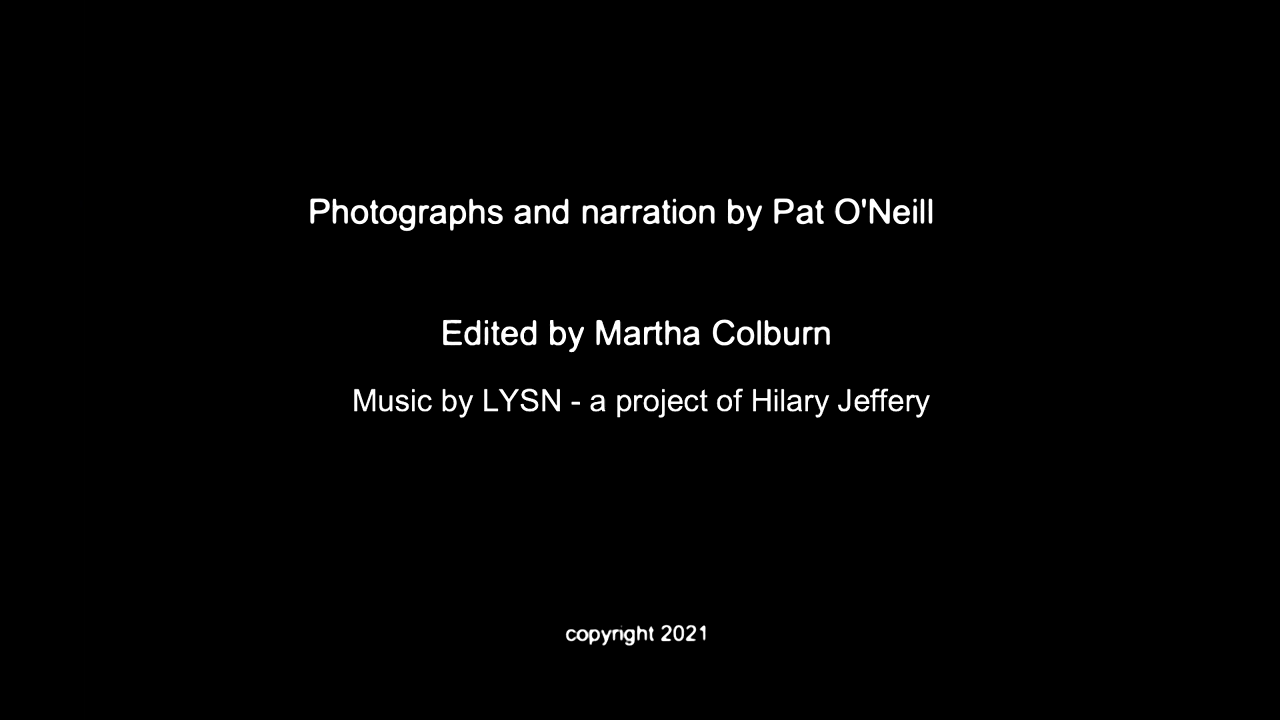 Photographs and narration by Pat O'Neill
Edited by Martha Colburn
Music by LYSN - a project of Hilary Jeffery
copyright 2021